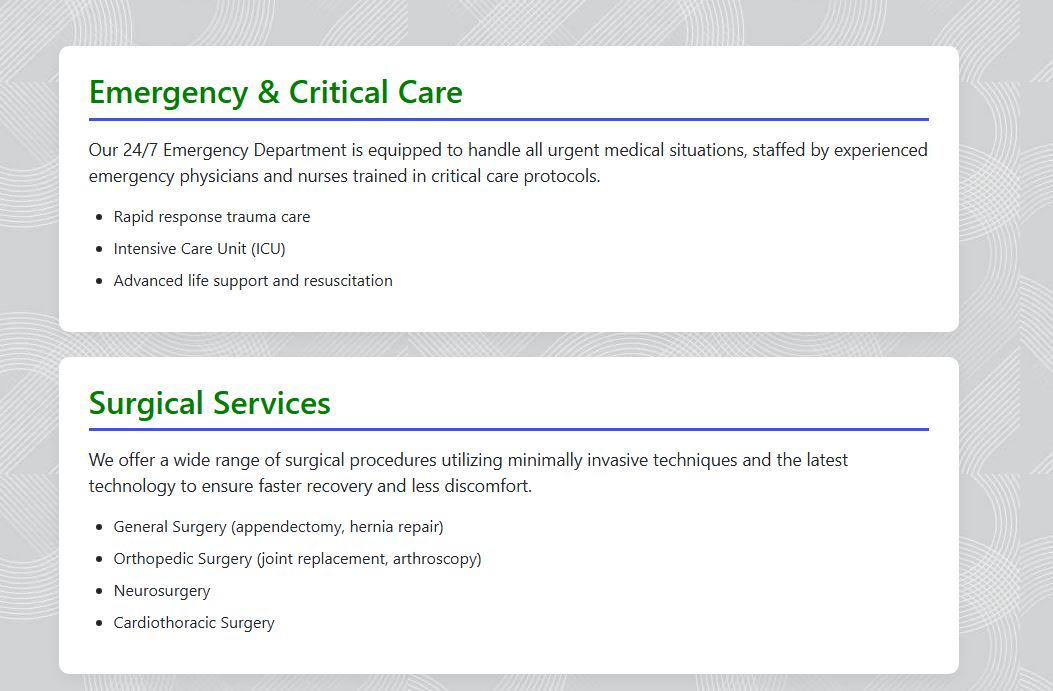 Emergency & Critical Care
Our 24/7 Emergency Department is equipped to handle all urgent medical situations, staffed by experienced
emergency physicians and nurses trained in critical care protocols.
• Rapid response trauma care
• Intensive Care Unit (ICU)
• Advanced life support and resuscitation
Surgical Services
We offer a wide range of surgical procedures utilizing minimally invasive techniques and the latest
technology to ensure faster recovery and less discomfort.
• General Surgery (appendectomy, hernia repair)
• Orthopedic Surgery (joint replacement, arthroscopy)
• Neurosurgery
• Cardiothoracic Surgery